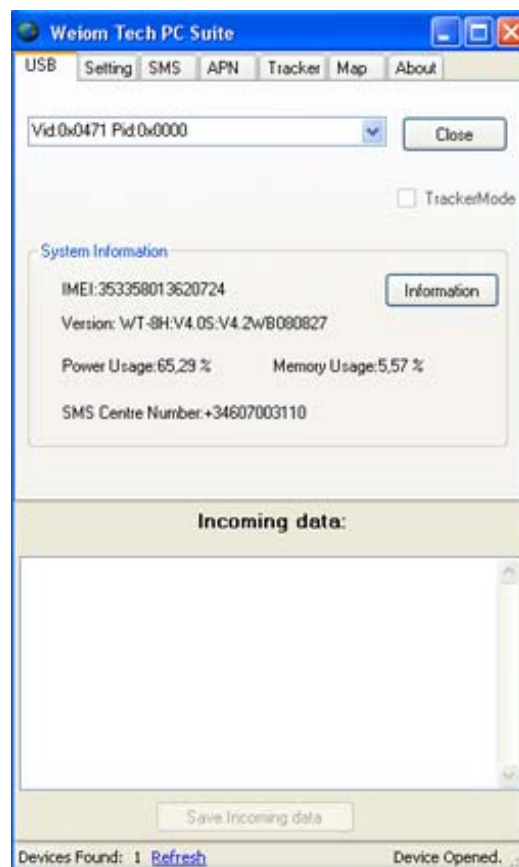 Weiom Tech PC Suite
USB Setting SMS APN Tracker Map About
Vid:0x0471 Pid:0x0000 Close
TrackerMode
System Information
IMEI:353358013620724 Information
Version: WT-8H:V4.0S:V4.2WB080827
Power Usage:65,29 % Memory Usage:5,57 %
SMS Centre Number:+34607003110
Incoming data:
Save Incoming data
Devices Found: 1 Refresh Device Opened.